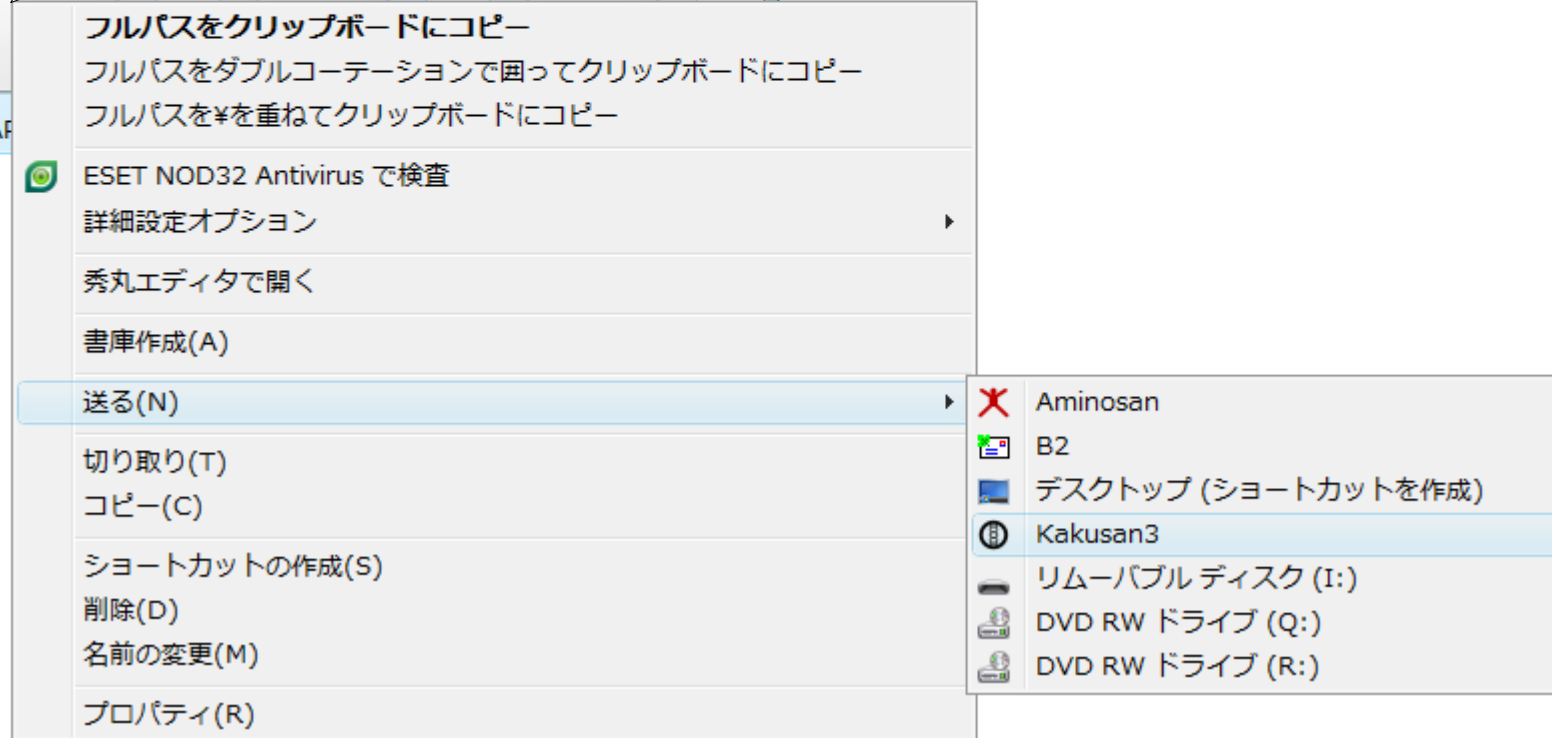 フルパスをクリップボードにコピー
フルパスをダブルコーテーションで囲ってクリップボードにコピー
フルパスを¥を重ねてクリップボードにコピー
ESET NOD32 Antivirus で検査
詳細設定オプション
秀丸エディタで開く
書庫作成(A)
送る(N)
切り取り(T)
コピー(C)
ショートカットの作成(S)
削除(D)
名前の変更(M)
プロパティ(R)
Aminosan
B2
デスクトップ (ショートカットを作成)
Kakusan3
リムーバブル ディスク (I:)
DVD RW ドライブ (Q:)
DVD RW ドライブ (R:)